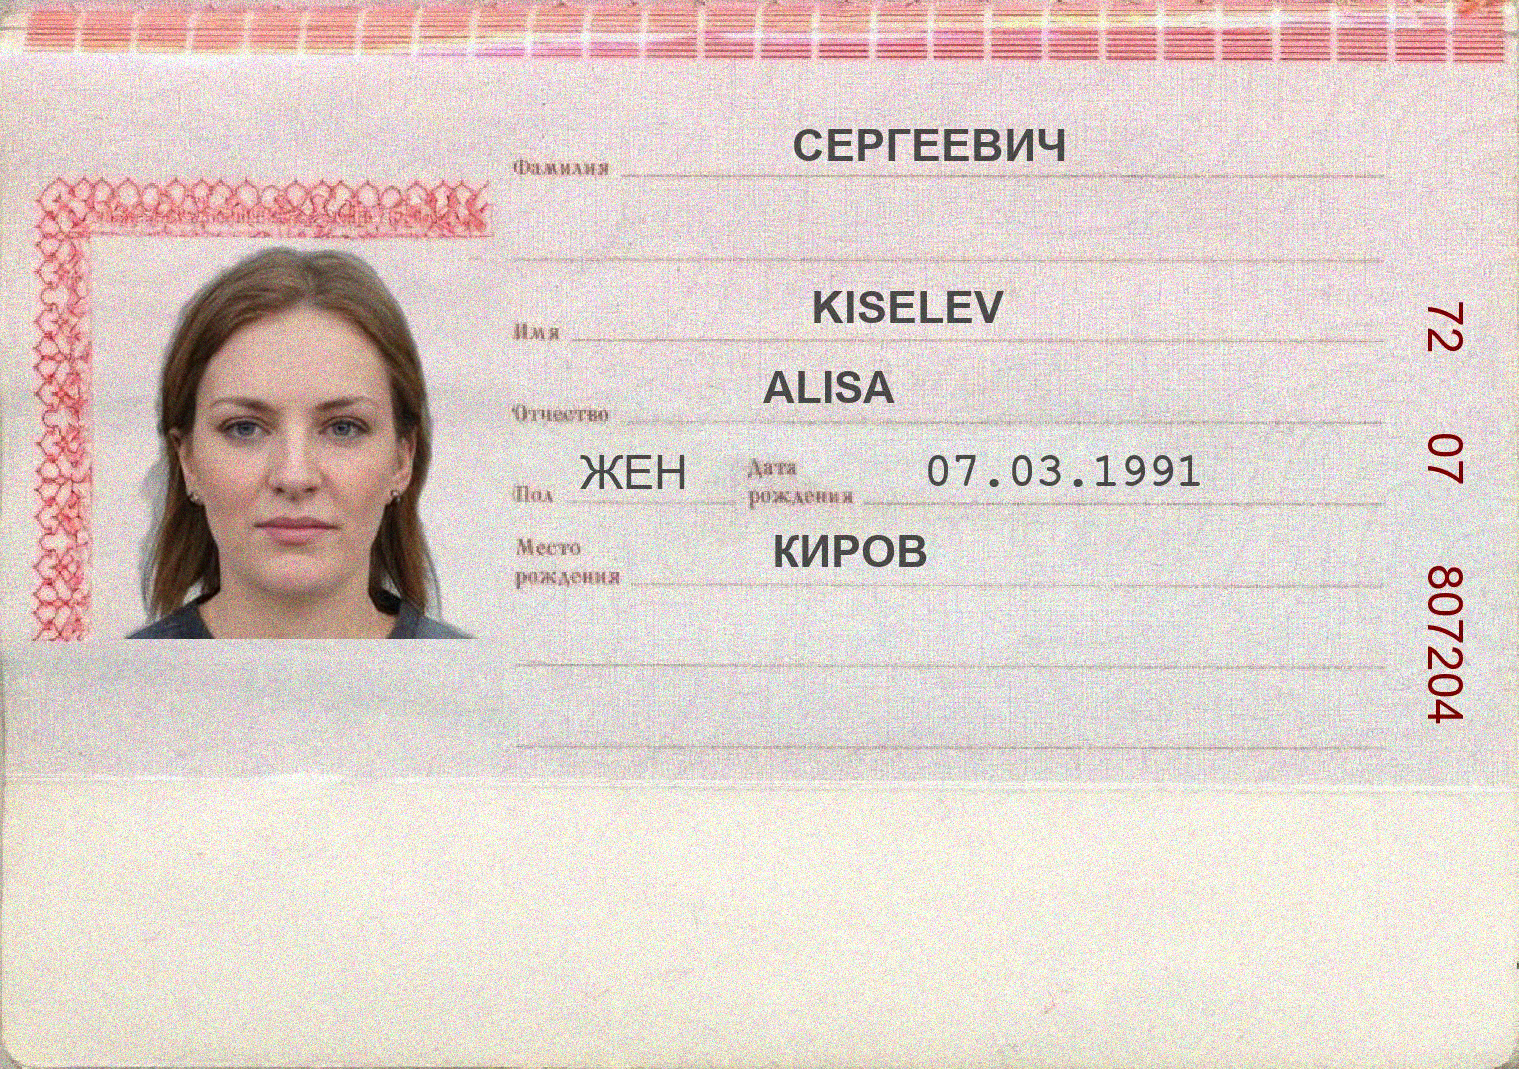 Фамилия СЕРГЕЕВИЧ
Имя KISELEV
Отчество ALISA
Пол ЖЕН Дата рождения 07.03.1991
Место рождения КИРОВ
72 07 807204